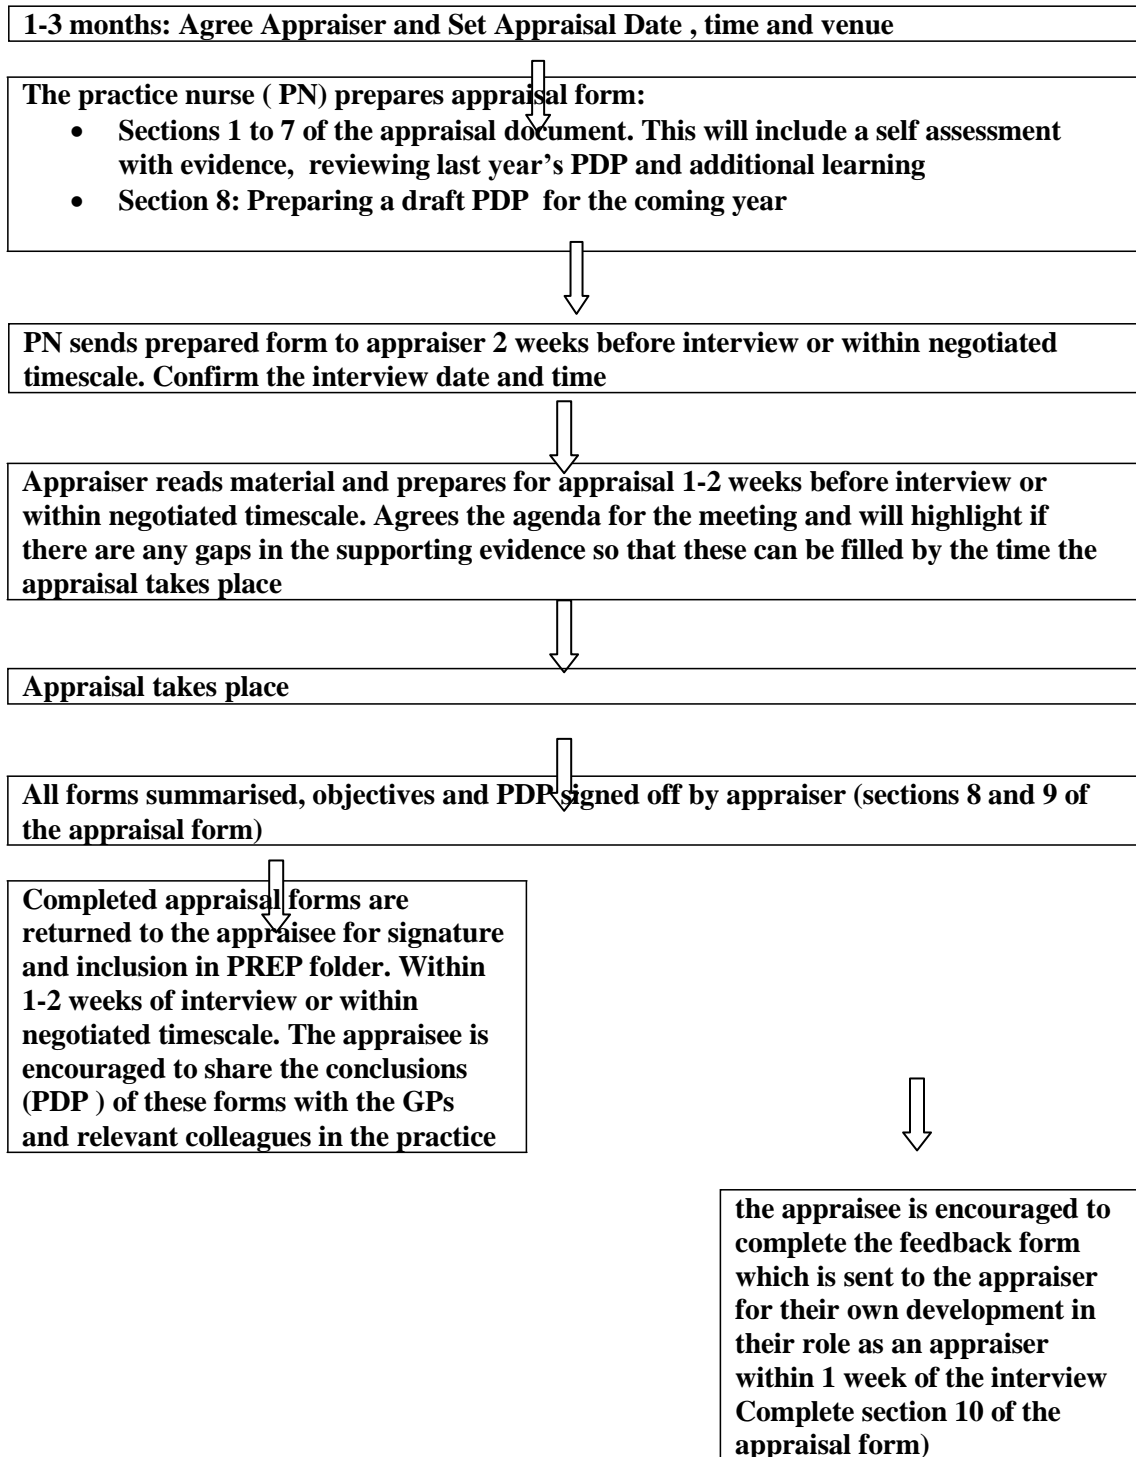 1-3 months: Agree Appraiser and Set Appraisal Date , time and venue
The practice nurse ( PN) prepares appraisal form:
• Sections 1 to 7 of the appraisal document. This will include a self assessment
with evidence,  reviewing last year’s PDP and additional learning
• Section 8: Preparing a draft PDP  for the coming year
PN sends prepared form to appraiser 2 weeks before interview or within negotiated
timescale. Confirm the interview date and time
Appraiser reads material and prepares for appraisal 1-2 weeks before interview or
within negotiated timescale. Agrees the agenda for the meeting and will highlight if
there are any gaps in the supporting evidence so that these can be filled by the time the
appraisal takes place
Appraisal takes place
All forms summarised, objectives and PDP signed off by appraiser (sections 8 and 9 of
the appraisal form)
Completed appraisal forms are
returned to the appraisee for signature
and inclusion in PREP folder. Within
1-2 weeks of interview or within
negotiated timescale. The appraisee is
encouraged to share the conclusions
(PDP ) of these forms with the GPs
and relevant colleagues in the practice
the appraisee is encouraged to
complete the feedback form
which is sent to the appraiser
for their own development in
their role as an appraiser
within 1 week of the interview
Complete section 10 of the
appraisal form)